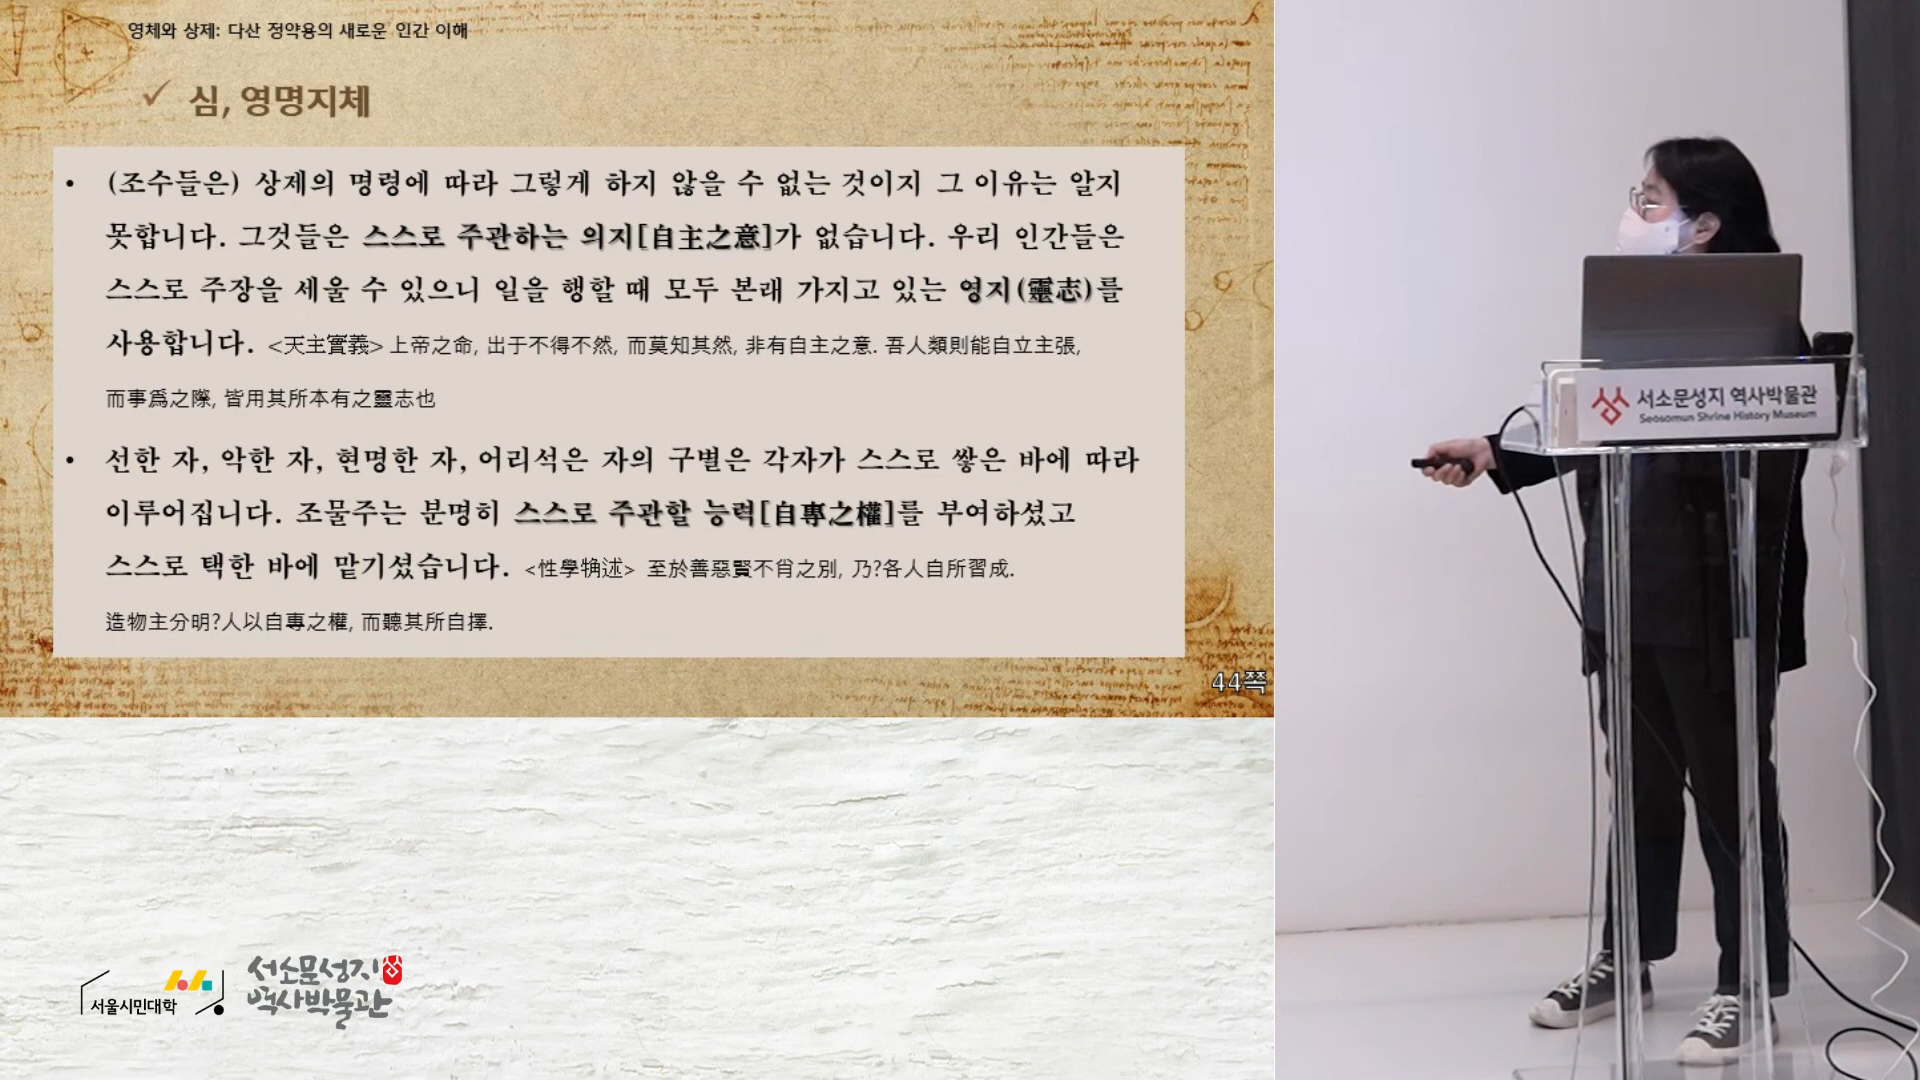 영체와 상제: 다산 정약용의 새로운 인간 이해
✓ 심, 영명지체
• (조수들은) 상제의 명령에 따라 그렇게 하지 않을 수 없는 것이지 그 이유는 알지
못합니다. 그것들은 스스로 주관하는 의지[自主之意]가 없습니다. 우리 인간들은
스스로 주장을 세울 수 있으니 일을 행할 때 모두 본래 가지고 있는 영지(靈志)를
사용합니다. <天主實義> 上帝之命, 出于不得不然, 而莫知其然, 非有自主之意. 吾人類則能自立主張,
而事爲之際, 皆用其所本有之靈志也
• 선한 자, 악한 자, 현명한 자, 어리석은 자의 구별은 각자가 스스로 쌓은 바에 따라
이루어집니다. 조물주는 분명히 스스로 주관할 능력[自專之權]를 부여하셨고
스스로 택한 바에 맡기셨습니다. <性學觕述> 至於善惡賢不肖之別, 乃?各人自所習成.
造物主分明?人以自專之權, 而聽其所自擇.
44쪽
서소문성지 역사박물관
Seosomun Shrine History Museum
서울시민대학
서소문성지
역사박물관